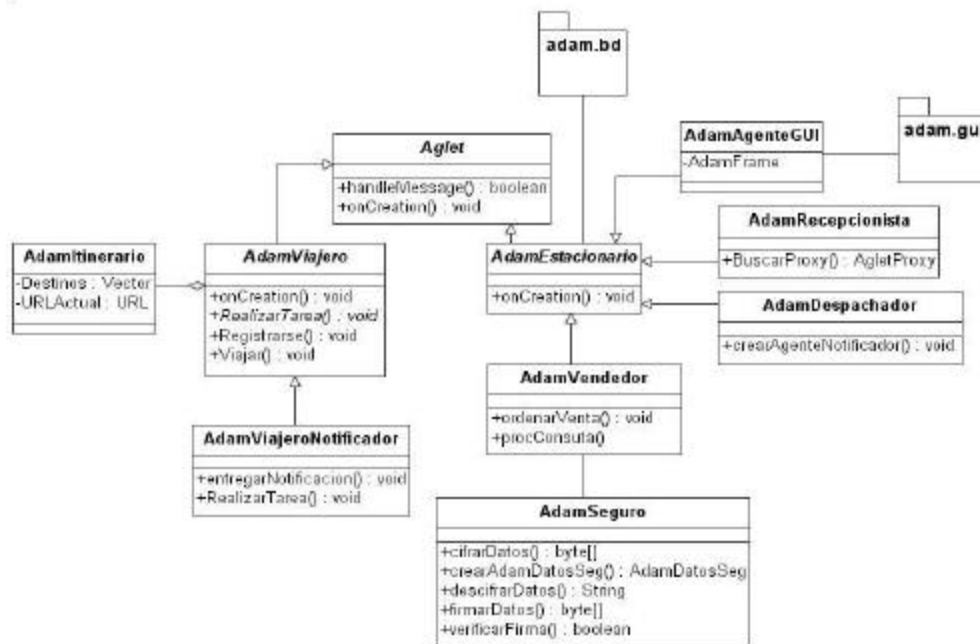 adam.bd
AdamAgenteGUI
-AdamFrame
adam.gui
Aglet
+handleMessage() : boolean
+onCreation() : void
AdamRecepcionista
+BuscarProxy() : AgletProxy
AdamItinerario
-Destinos : Vector
-URLActual : URL
AdamViajero
+onCreation() : void
+RealizarTarea() : void
+Registrarse() : void
+Viajar() : void
AdamEstacionario
+onCreation() : void
AdamDespachador
+crearAgenteNotificador() : void
AdamVendedor
+ordenarVenta() : void
+procConsuta()
AdamViajeroNotificador
+entregarNotificacion() : void
+RealizarTarea() : void
AdamSeguro
+cifrarDatos() : byte[]
+crearAdamDatosSeg() : AdamDatosSeg
+descifrarDatos() : String
+firmarDatos() : byte[]
+verificarFirma() : boolean